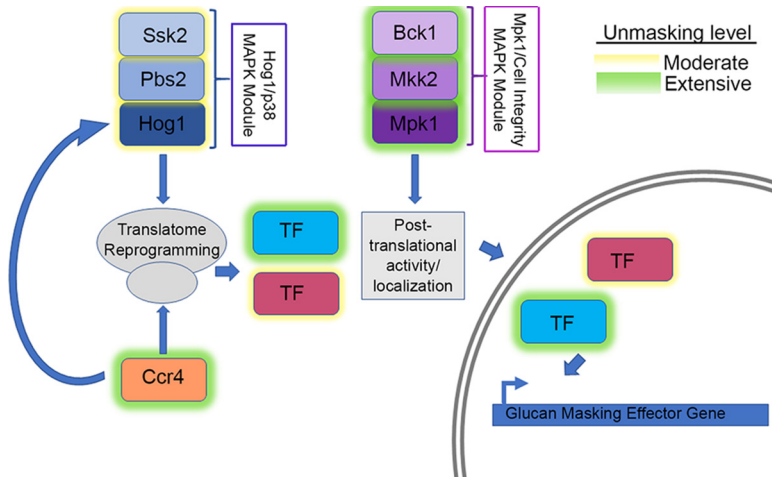 Ssk2
Pbs2
Hog1
Hog1/p38
MAPK Module
Bck1
Mkk2
Mpk1
Mpk1/Cell Integrity
MAPK Module
Unmasking level
Moderate
Extensive
Translatome
Reprogramming
TF
TF
Post-
translational
activity/
localization
TF
TF
Ccr4
Glucan Masking Effector Gene